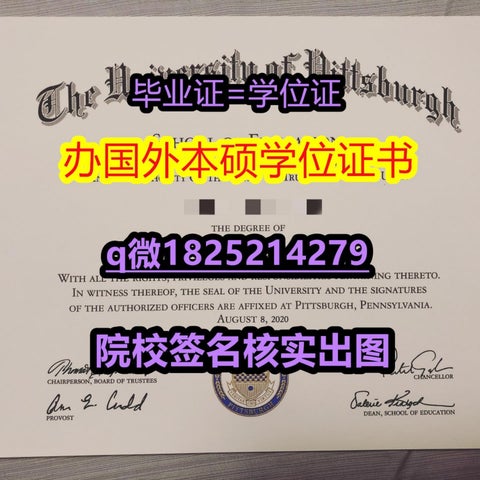 The University of Pittsburgh
毕业证=学位证
办国外本硕学位证书
THE DEGREE OF
q微1825214279
WITH ALL THE RIGHTS, PRIVILEGES AND THERETO.
IN WITNESS THEREOF, THE SEAL OF THE UNIVERSITY AND THE SIGNATURES
OF THE AUTHORIZED OFFICERS ARE AFFIXED AT PITTSBURGH, PENNSYLVANIA.
AUGUST 8, 2020
院校签名核实出图
CHAIRPERSON, BOARD OF TRUSTEES
CHANCELLOR
PROVOST
PITTSBURGH
DEAN, SCHOOL OF EDUCATION